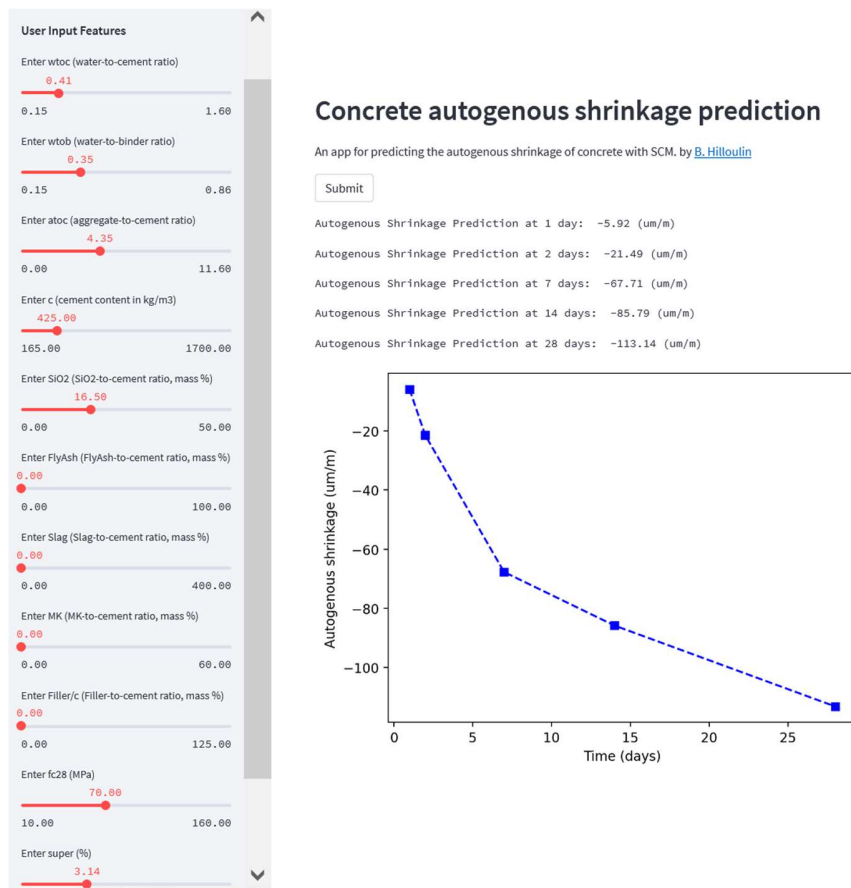 User Input Features
Enter wtoc (water-to-cement ratio)
0.41
0.15 1.60
Enter wtob (water-to-binder ratio)
0.35
0.15 0.86
Enter atoc (aggregate-to-cement ratio)
4.35
0.00 11.60
Enter c (cement content in kg/m3)
425.00
165.00 1700.00
Enter SiO2 (SiO2-to-cement ratio, mass %)
16.50
0.00 50.00
Enter FlyAsh (FlyAsh-to-cement ratio, mass %)
0.00
0.00 100.00
Enter Slag (Slag-to-cement ratio, mass %)
0.00
0.00 400.00
Enter MK (MK-to-cement ratio, mass %)
0.00
0.00 60.00
Enter Filler/c (Filler-to-cement ratio, mass %)
0.00
0.00 125.00
Enter fc28 (MPa)
70.00
10.00 160.00
Enter super (%)
3.14
Concrete autogenous shrinkage prediction
An app for predicting the autogenous shrinkage of concrete with SCM. by B. Hilloulin
Submit
Autogenous Shrinkage Prediction at 1 day: -5.92 (um/m)
Autogenous Shrinkage Prediction at 2 days: -21.49 (um/m)
Autogenous Shrinkage Prediction at 7 days: -67.71 (um/m)
Autogenous Shrinkage Prediction at 14 days: -85.79 (um/m)
Autogenous Shrinkage Prediction at 28 days: -113.14 (um/m)
Autogenous shrinkage (um/m)
−20
−40
−60
−80
−100
0 5 10 15 20 25
Time (days)